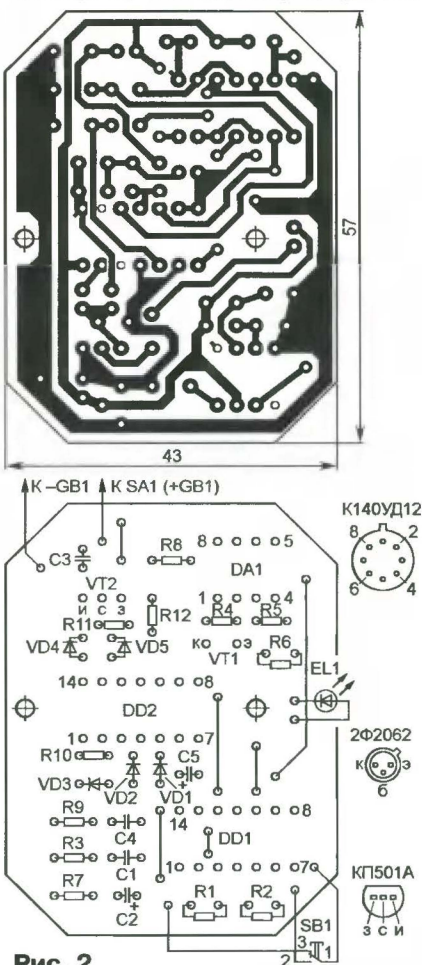 57
43
К –GB1
К SA1 (+GB1)
К140УД12
8
2
6
4
C3
R8
8
5
DA1
VT2
и с з
R11
R12
1
4
R4
R5
VD4
VD5
к
э
VT1
R6
EL1
14
8
DD2
2Ф2062
1
7
R10
C5
к
э
б
VD3
VD2
VD1
R9
14
8
C4
DD1
R3
C1
1
7
R7
C2
R1
R2
КП501А
з с и
SB1
3
1
2
Рис. 2